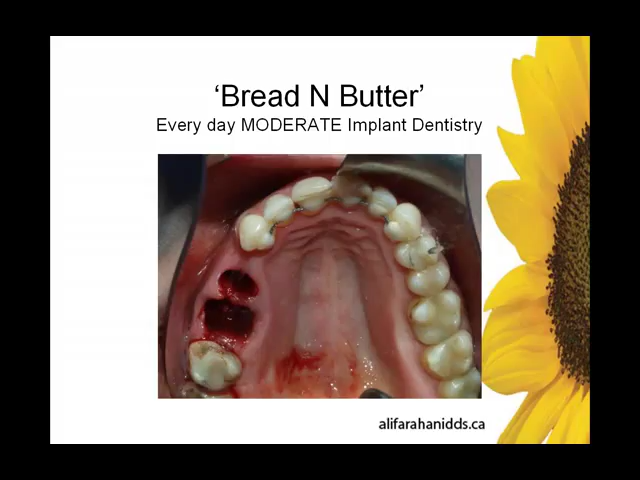 ‘Bread N Butter’
Every day MODERATE Implant Dentistry
alifarahanidds.ca